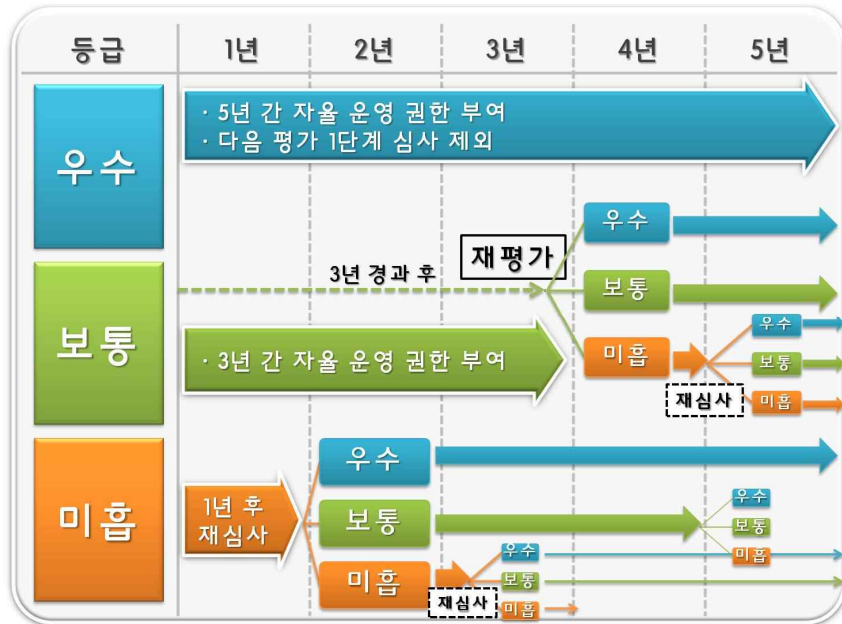 등급 1년 2년 3년 4년 5년
우수
· 5년 간 자율 운영 권한 부여
· 다음 평가 1단계 심사 제외
보통
3년 경과 후
재평가
우수
보통
미흡
· 3년 간 자율 운영 권한 부여
재심사
우수
보통
미흡
미흡
1년 후
재심사
우수
보통
미흡
재심사
우수
보통
미흡
우수
보통
미흡